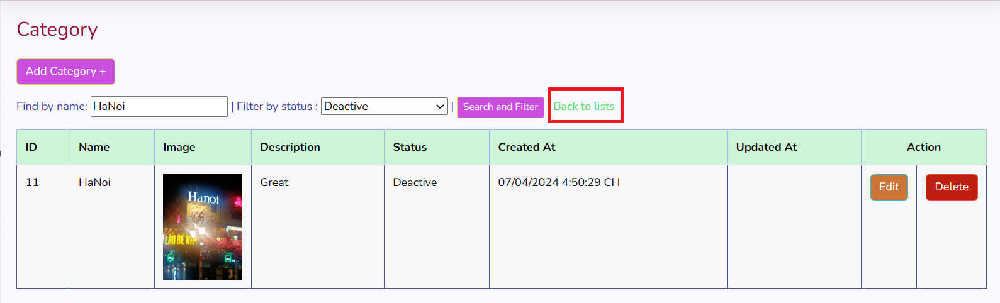 Category
Add Category +
Find by name: HaNoi | Filter by status : Deactive | Search and Filter Back to lists
ID Name Image Description Status Created At Updated At Action
11 HaNoi Great Deactive 07/04/2024 4:50:29 CH Edit Delete
Hanoi